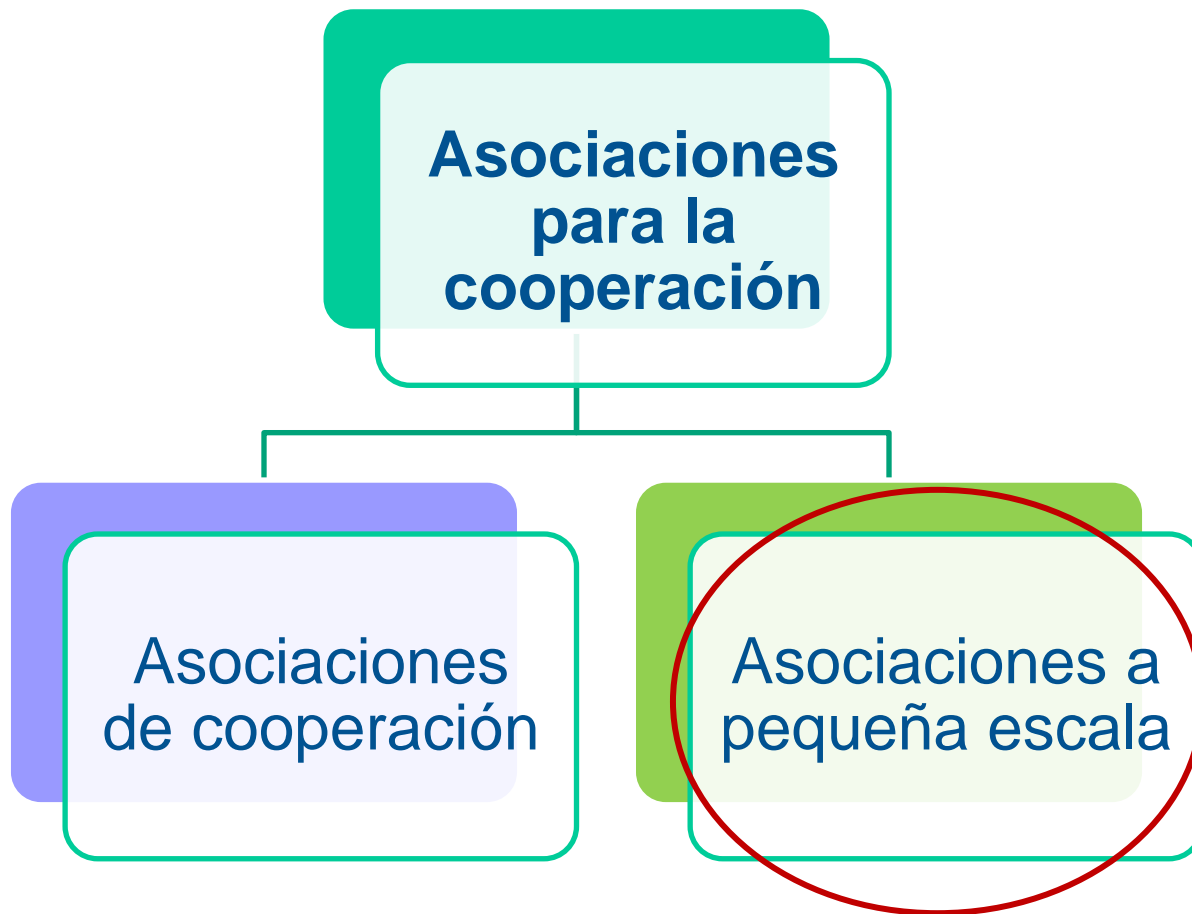 Asociaciones
para la
cooperación
Asociaciones
de cooperación
Asociaciones a
pequeña escala